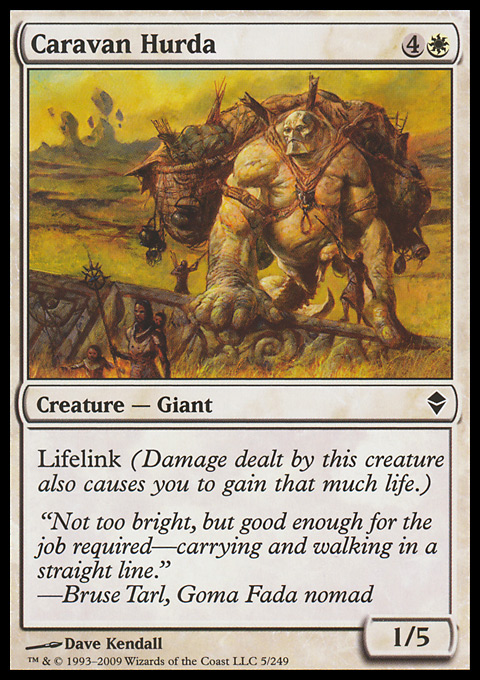 Caravan Hurda 4
Creature — Giant
Lifelink (Damage dealt by this creature
also causes you to gain that much life.)
“Not too bright, but good enough for the
job required—carrying and walking in a
straight line.”
—Bruse Tarl, Goma Fada nomad
Dave Kendall
1/5
™ & © 1993–2009 Wizards of the Coast LLC 5/249